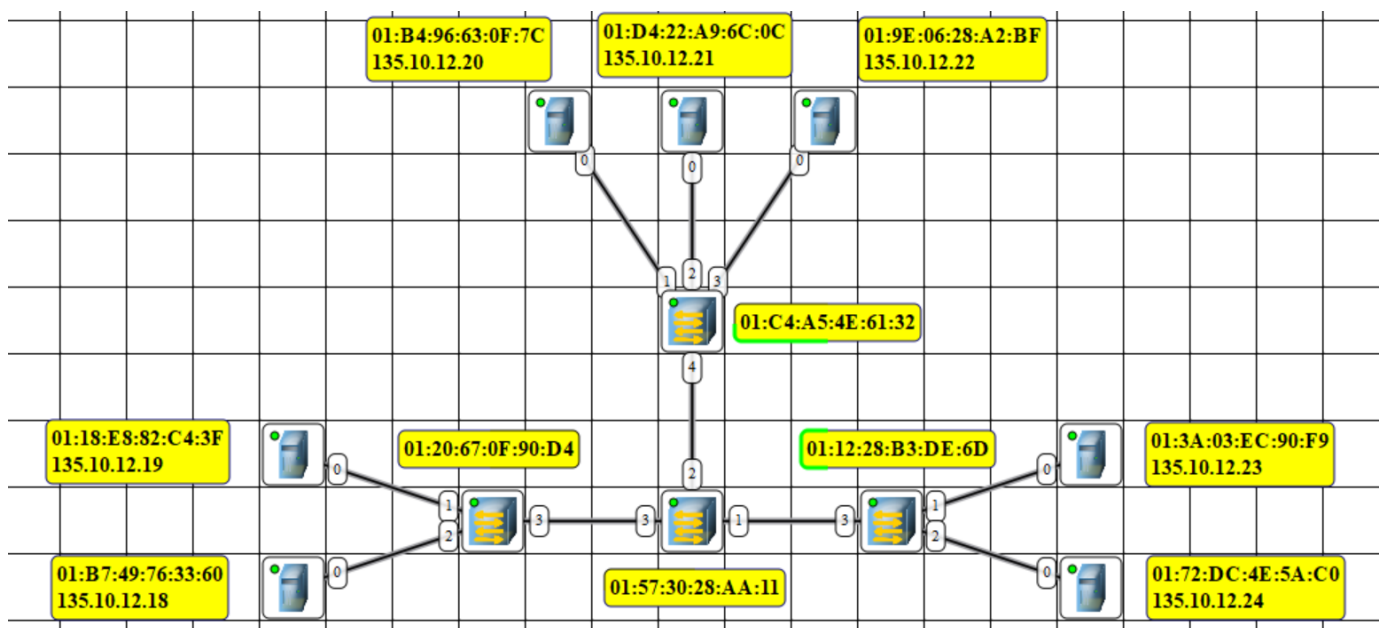 01:B4:96:63:0F:7C
135.10.12.20
01:D4:22:A9:6C:0C
135.10.12.21
01:9E:06:28:A2:BF
135.10.12.22
0
0
0
1
2
3
01:C4:A5:4E:61:32
4
01:18:E8:82:C4:3F
135.10.12.19
01:20:67:0F:90:D4
01:12:28:B3:DE:6D
01:3A:03:EC:90:F9
135.10.12.23
0
1
2
1
0
2
3
3
1
3
2
0
0
01:B7:49:76:33:60
135.10.12.18
01:57:30:28:AA:11
01:72:DC:4E:5A:C0
135.10.12.24